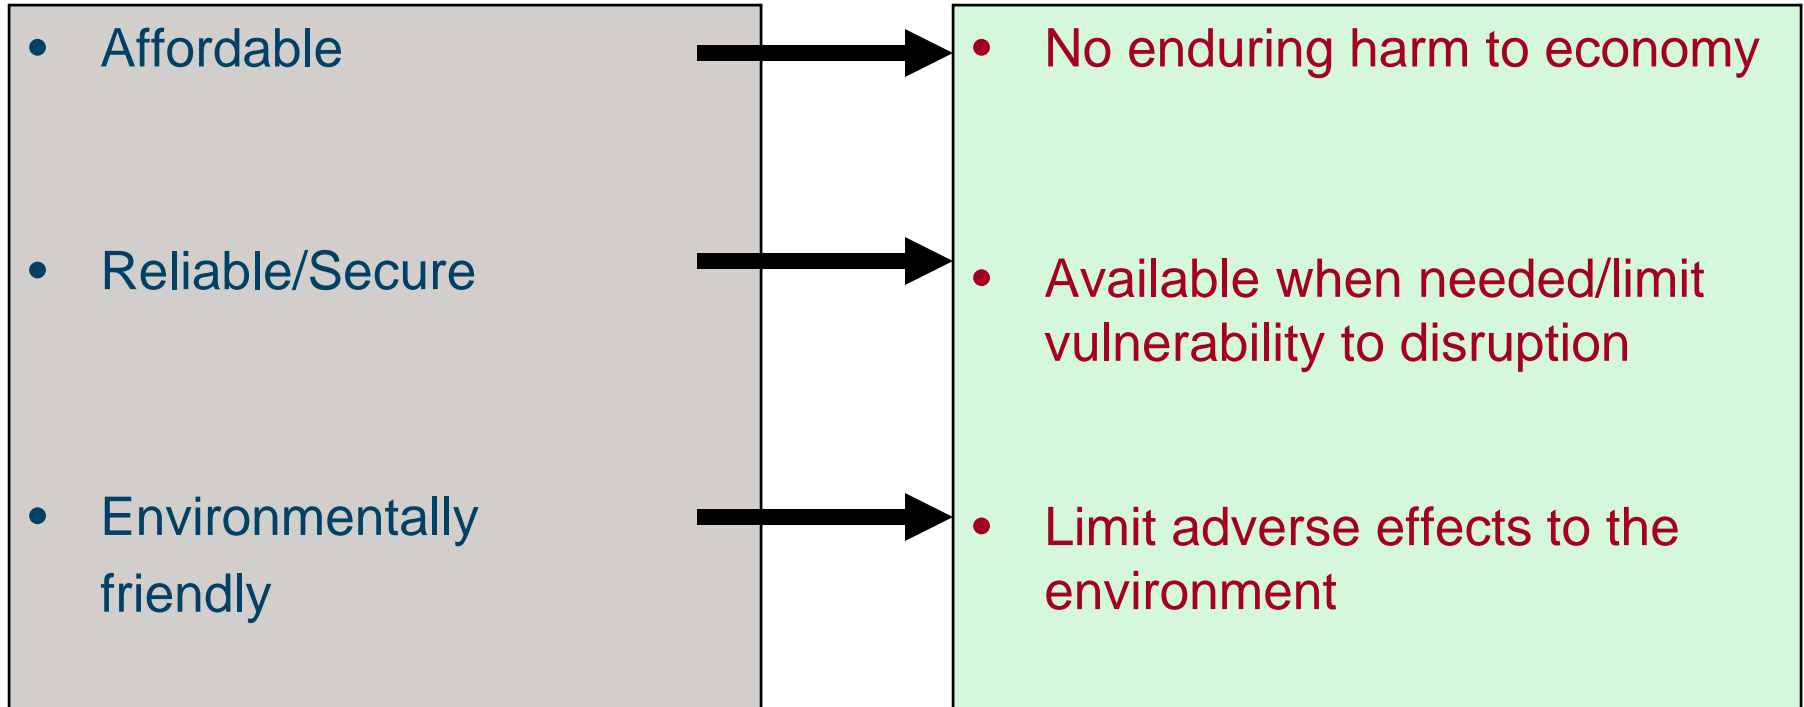 • Affordable
• No enduring harm to economy
• Reliable/Secure
• Available when needed/limit
vulnerability to disruption
• Environmentally
friendly
• Limit adverse effects to the
environment